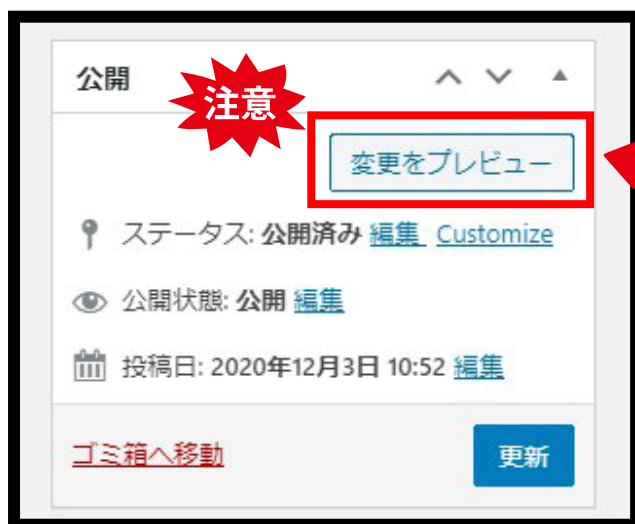 公開
注意
変更をプレビュー
ステータス: 公開済み 編集 Customize
公開状態: 公開 編集
投稿日: 2020年12月3日 10:52 編集
ゴミ箱へ移動
更新